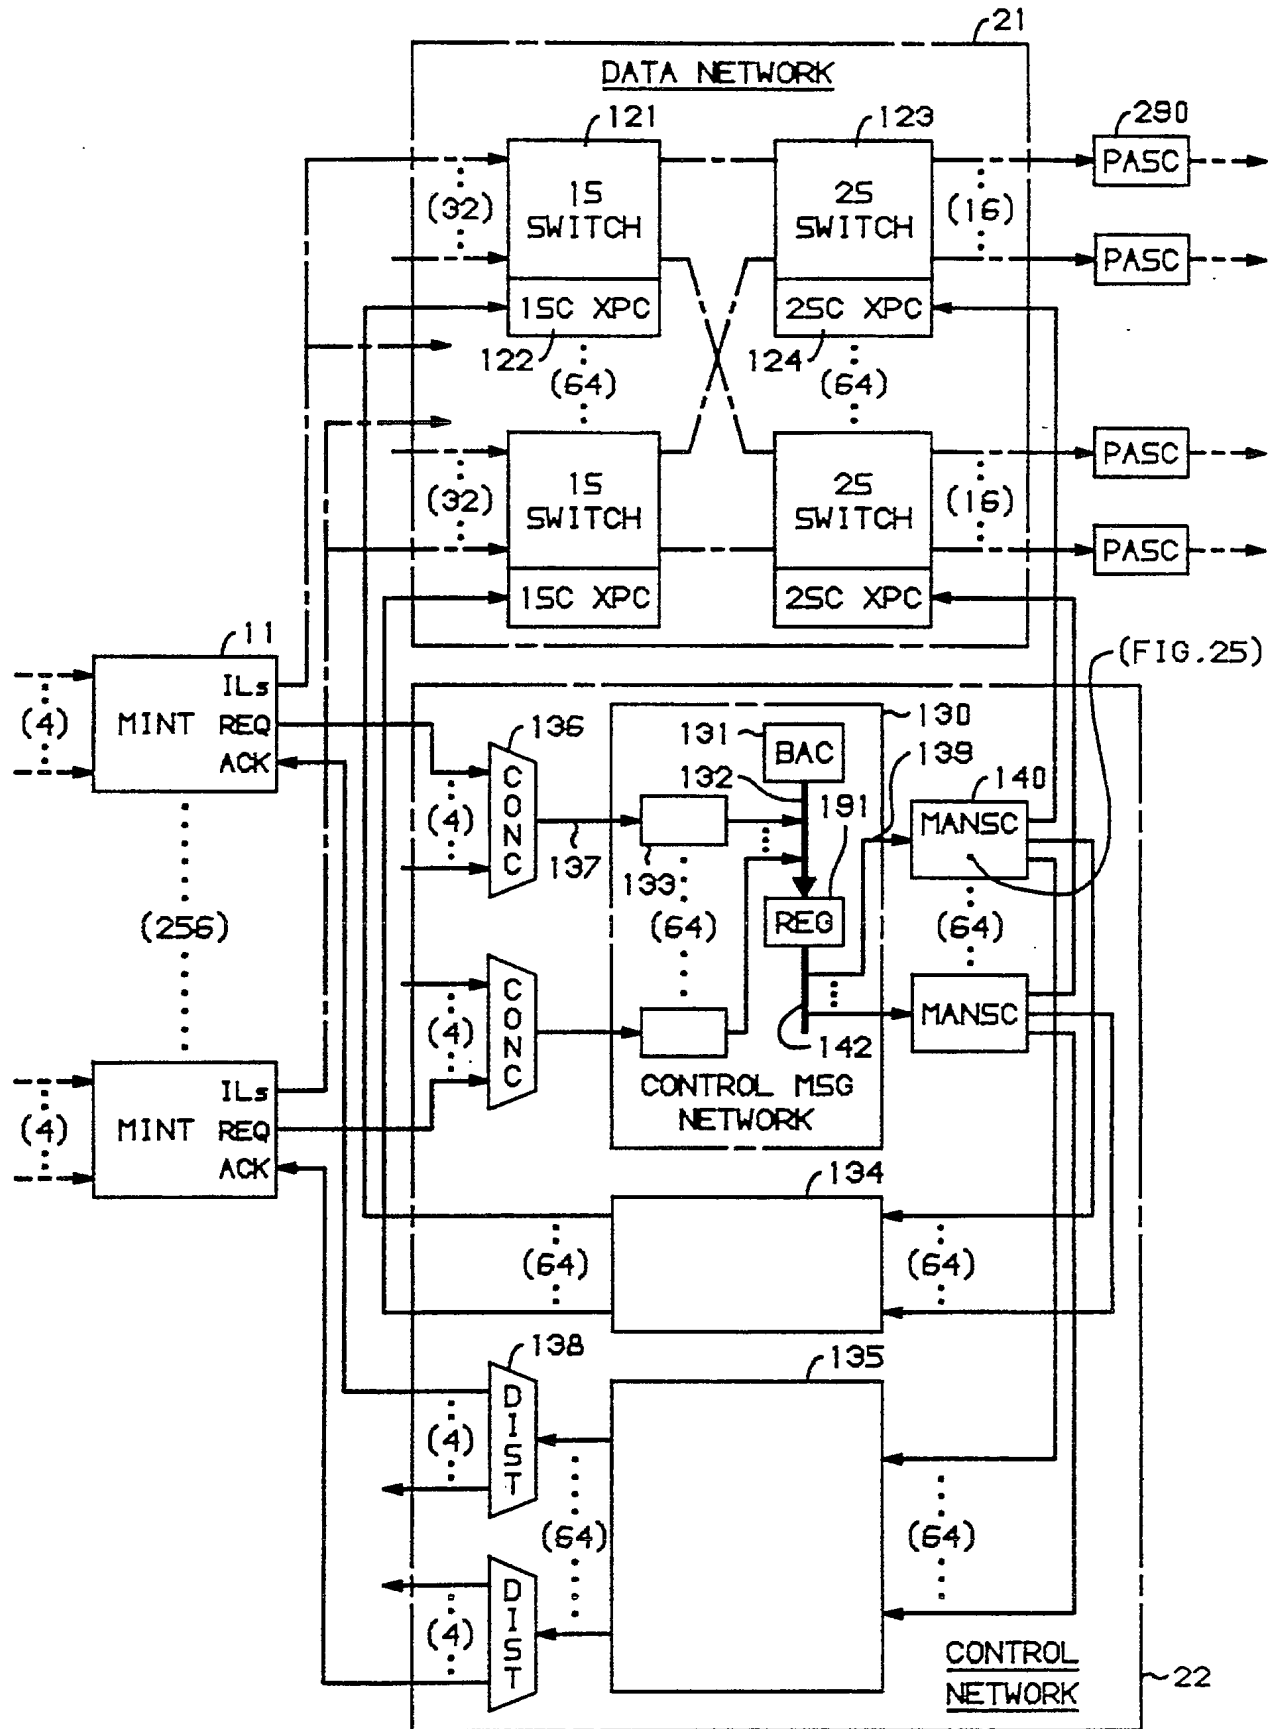 21
DATA NETWORK
121
123
290
1S
SWITCH
2S
SWITCH
PASC
(32)
(16)
PASC
1SC XPC
2SC XPC
122
124
(64)
(64)
1S
SWITCH
2S
SWITCH
PASC
(32)
(16)
PASC
1SC XPC
2SC XPC
11
(FIG.25)
ILs
MINT
REQ
ACK
(4)
136
CONC
(4)
137
130
131
BAC
139
132
191
133
140
MANSC
(256)
(64)
REG
(64)
CONC
(4)
MANSC
142
CONTROL MSG
NETWORK
ILs
MINT
REQ
ACK
(4)
134
(64)
(64)
138
135
DIST
(4)
(64)
(64)
DIST
(4)
CONTROL
NETWORK
22